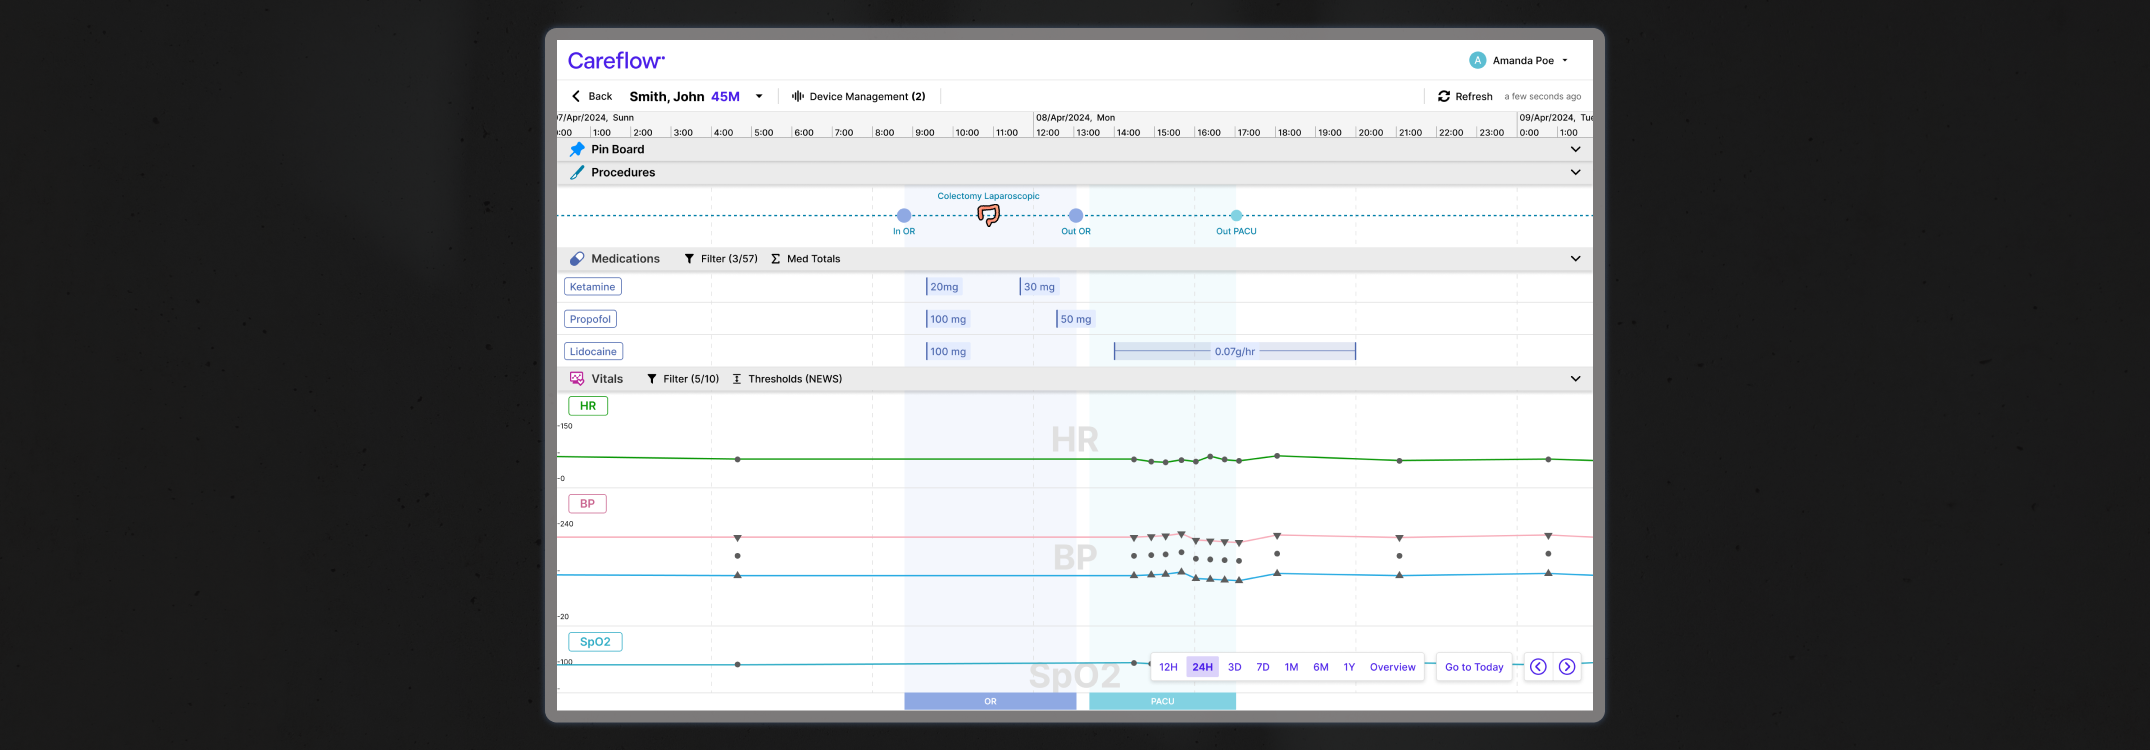 Careflow
A Amanda Poe
Back Smith, John 45M Device Management (2) Refresh a few seconds ago
7/Apr/2024, Sunn 08/Apr/2024, Mon 09/Apr/2024, Tue
:00 1:00 2:00 3:00 4:00 5:00 6:00 7:00 8:00 9:00 10:00 11:00 12:00 13:00 14:00 15:00 16:00 17:00 18:00 19:00 20:00 21:00 22:00 23:00 0:00 1:00
Pin Board
Procedures
Colectomy Laparoscopic
In OR Out OR Out PACU
Medications Filter (3/57) Med Totals
Ketamine 20mg 30 mg
Propofol 100 mg 50 mg
Lidocaine 100 mg 0.07g/hr
Vitals Filter (5/10) Thresholds (NEWS)
HR
-150
HR
-0
BP
-240
BP
-20
SpO2
-100
SpO2
12H 24H 3D 7D 1M 6M 1Y Overview Go to Today
OR PACU